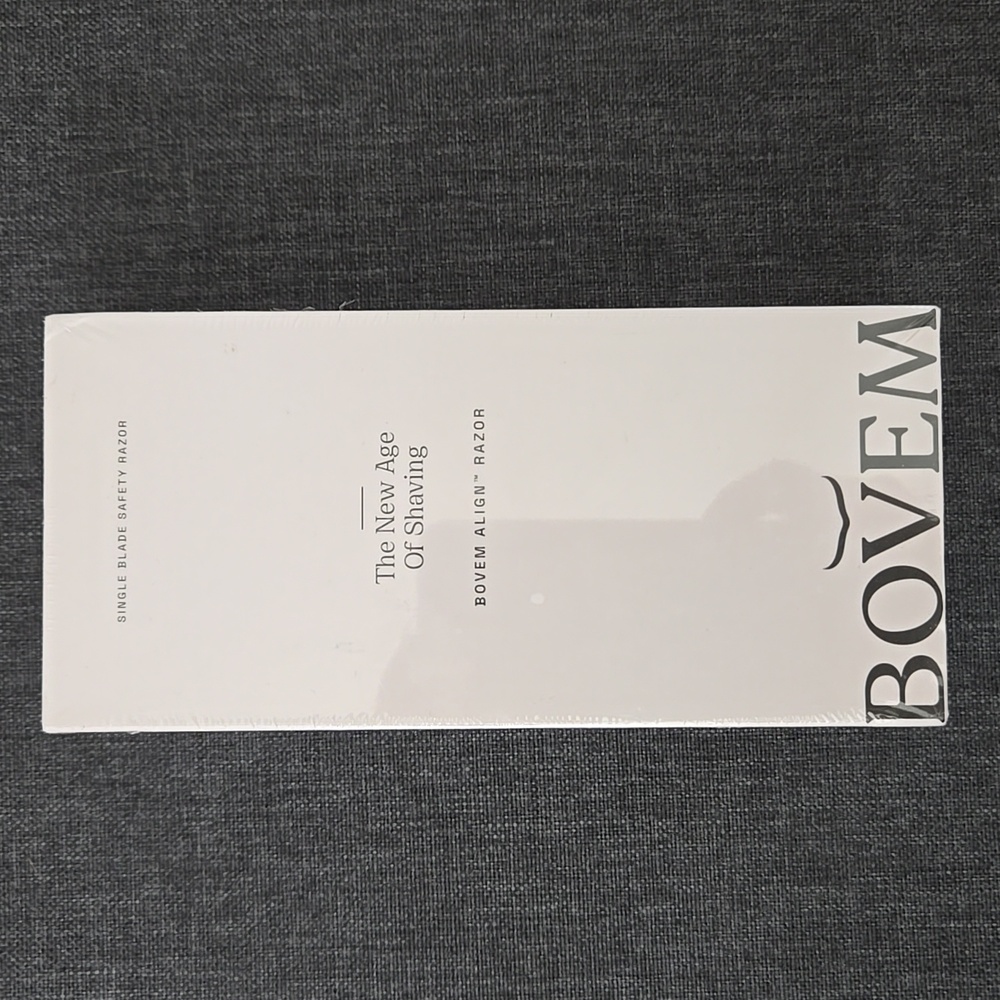 SINGLE BLADE SAFETY RAZOR
The New Age
Of Shaving
BOVEM ALIGN™ RAZOR
BOVEM